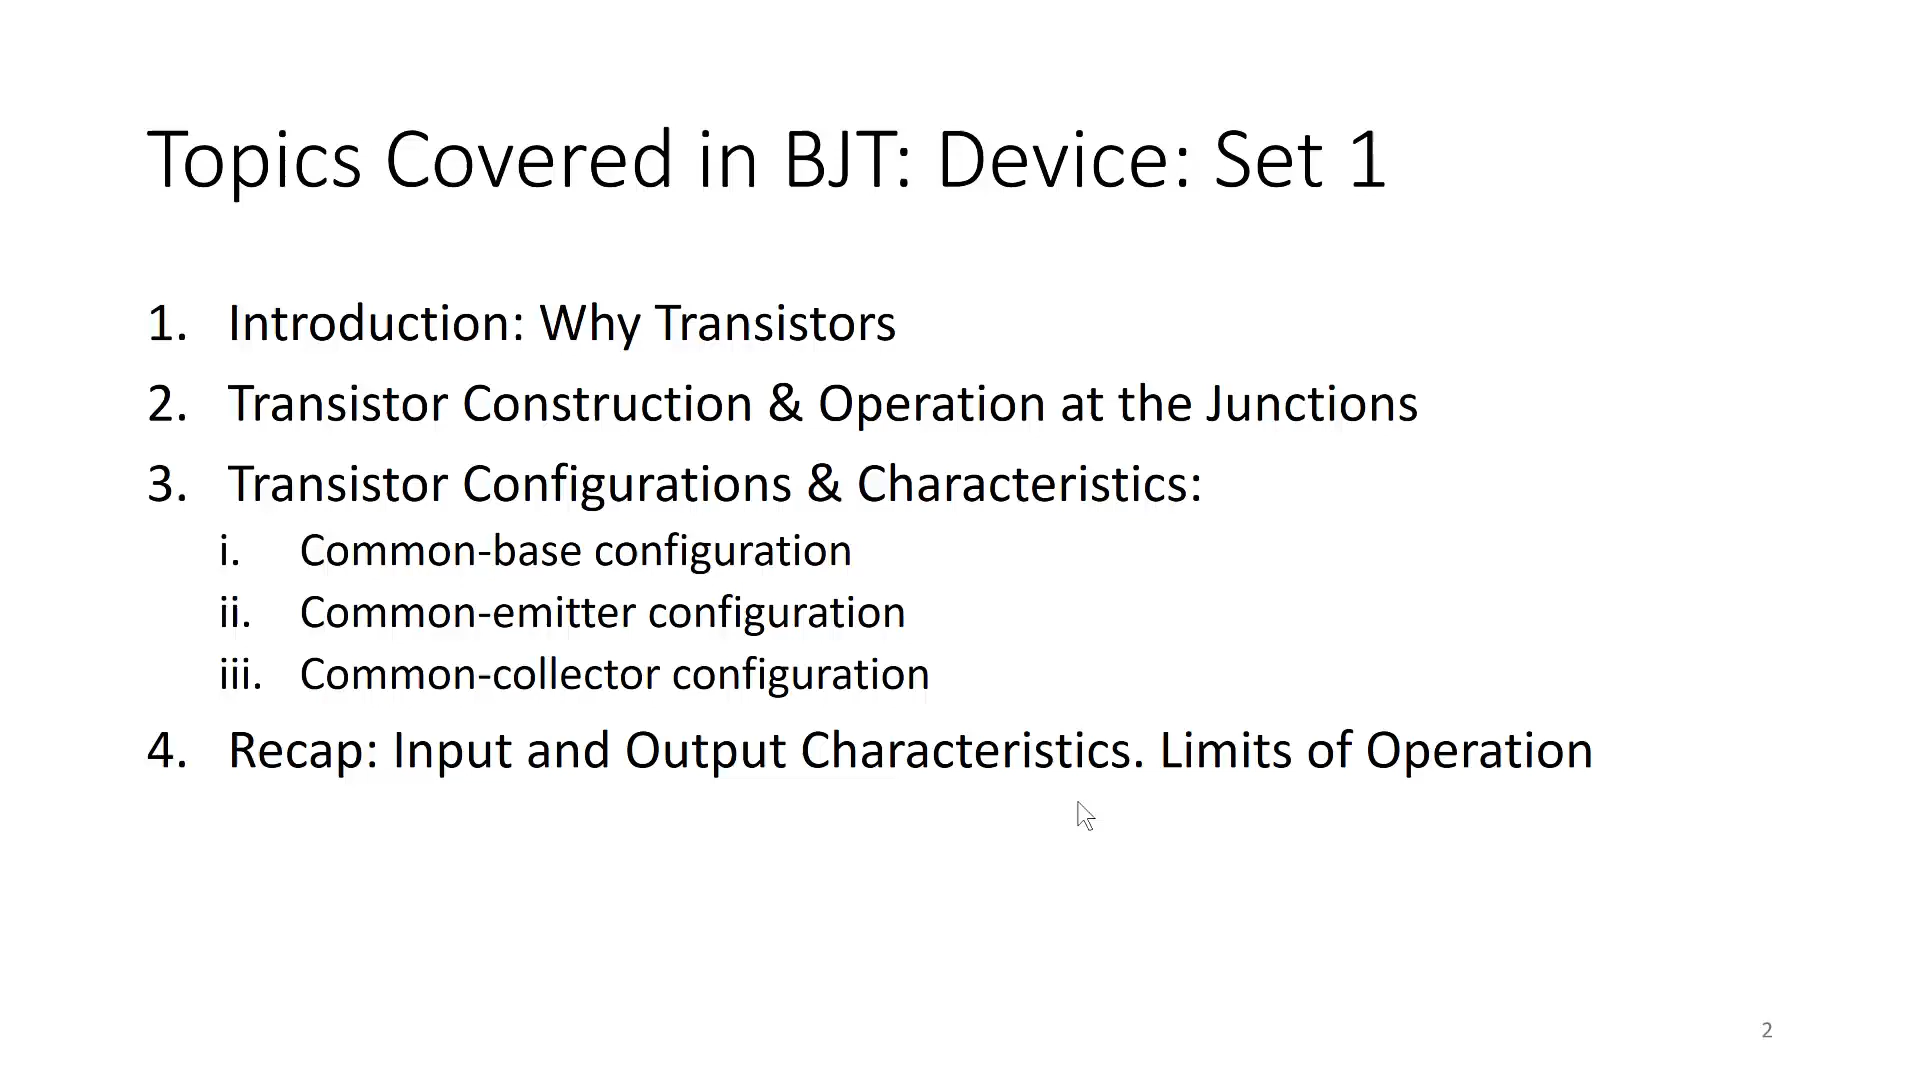 Topics Covered in BJT: Device: Set 1
1. Introduction: Why Transistors
2. Transistor Construction & Operation at the Junctions
3. Transistor Configurations & Characteristics:
i. Common-base configuration
ii. Common-emitter configuration
iii. Common-collector configuration
4. Recap: Input and Output Characteristics. Limits of Operation
2